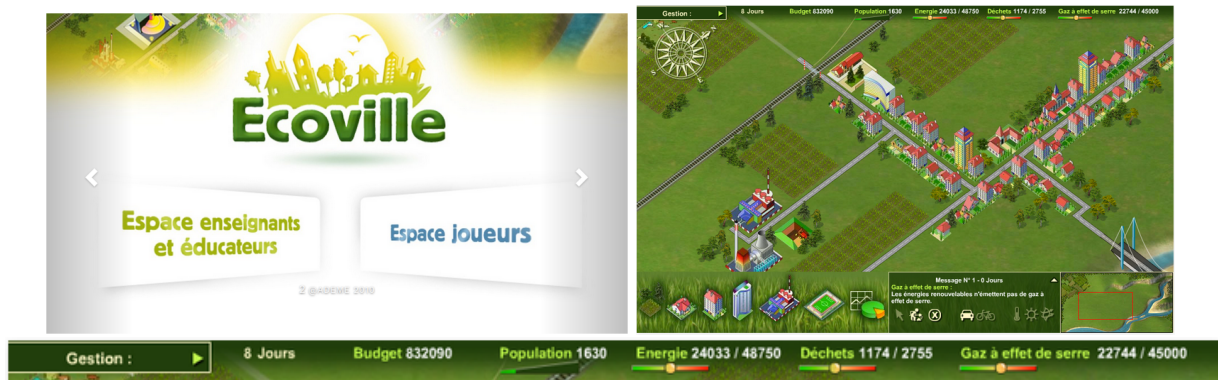 Ecoville
Espace enseignants
et éducateurs
Espace joueurs
2 @ADEME 2010
Gestion : 8 Jours Budget 832090 Population 1630 Energie 24033 / 48750 Déchets 1174 / 2755 Gaz à effet de serre 22744 / 45000
S
E
Message N° 1 - 0 Jours
Gaz à effet de serre :
Les énergies renouvelables n'émettent pas de gaz à
effet de serre.
Gestion : 8 Jours Budget 832090 Population 1630 Energie 24033 / 48750 Déchets 1174 / 2755 Gaz à effet de serre 22744 / 45000